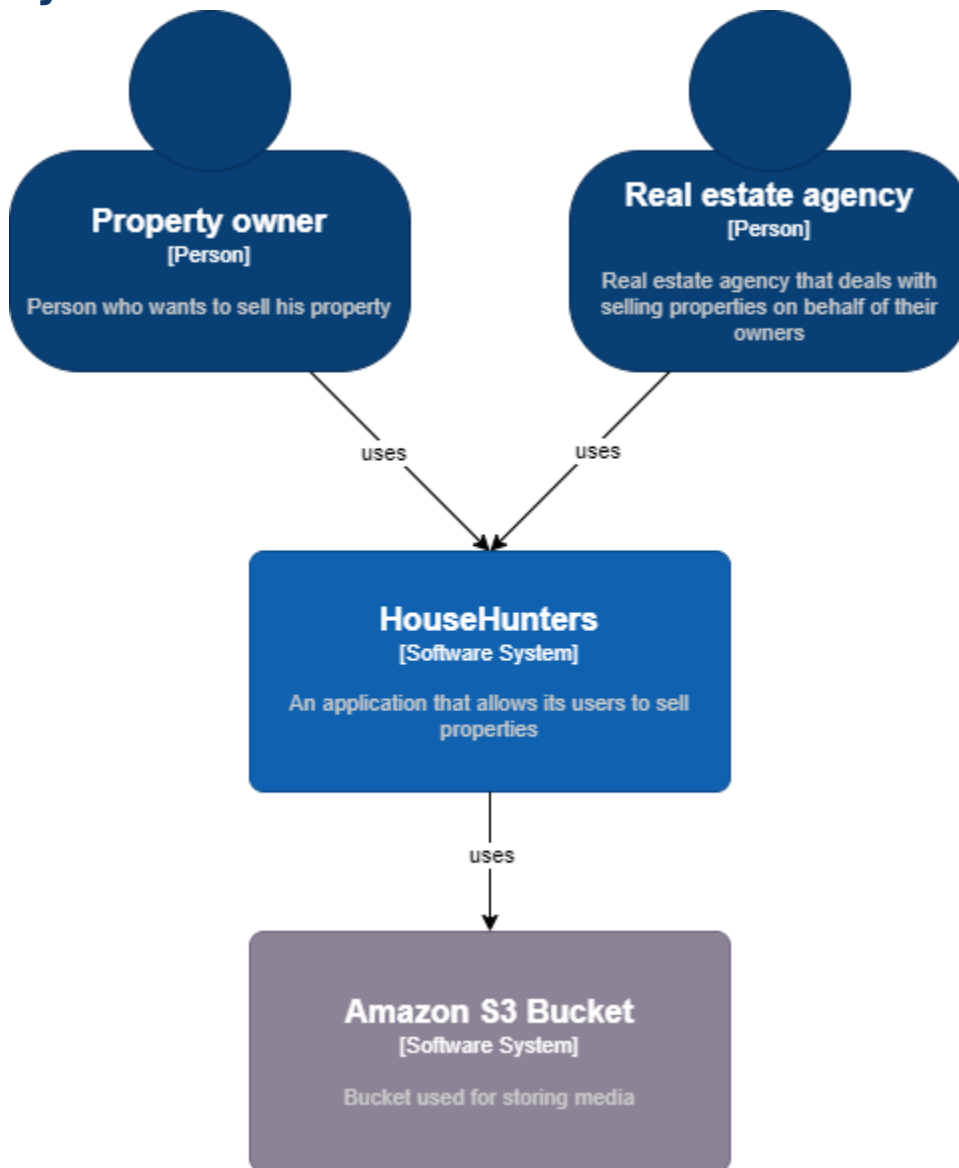 Property owner
[Person]
Person who wants to sell his property
Real estate agency
[Person]
Real estate agency that deals with
selling properties on behalf of their
owners
uses
uses
HouseHunters
[Software System]
An application that allows its users to sell
properties
uses
Amazon S3 Bucket
[Software System]
Bucket used for storing media